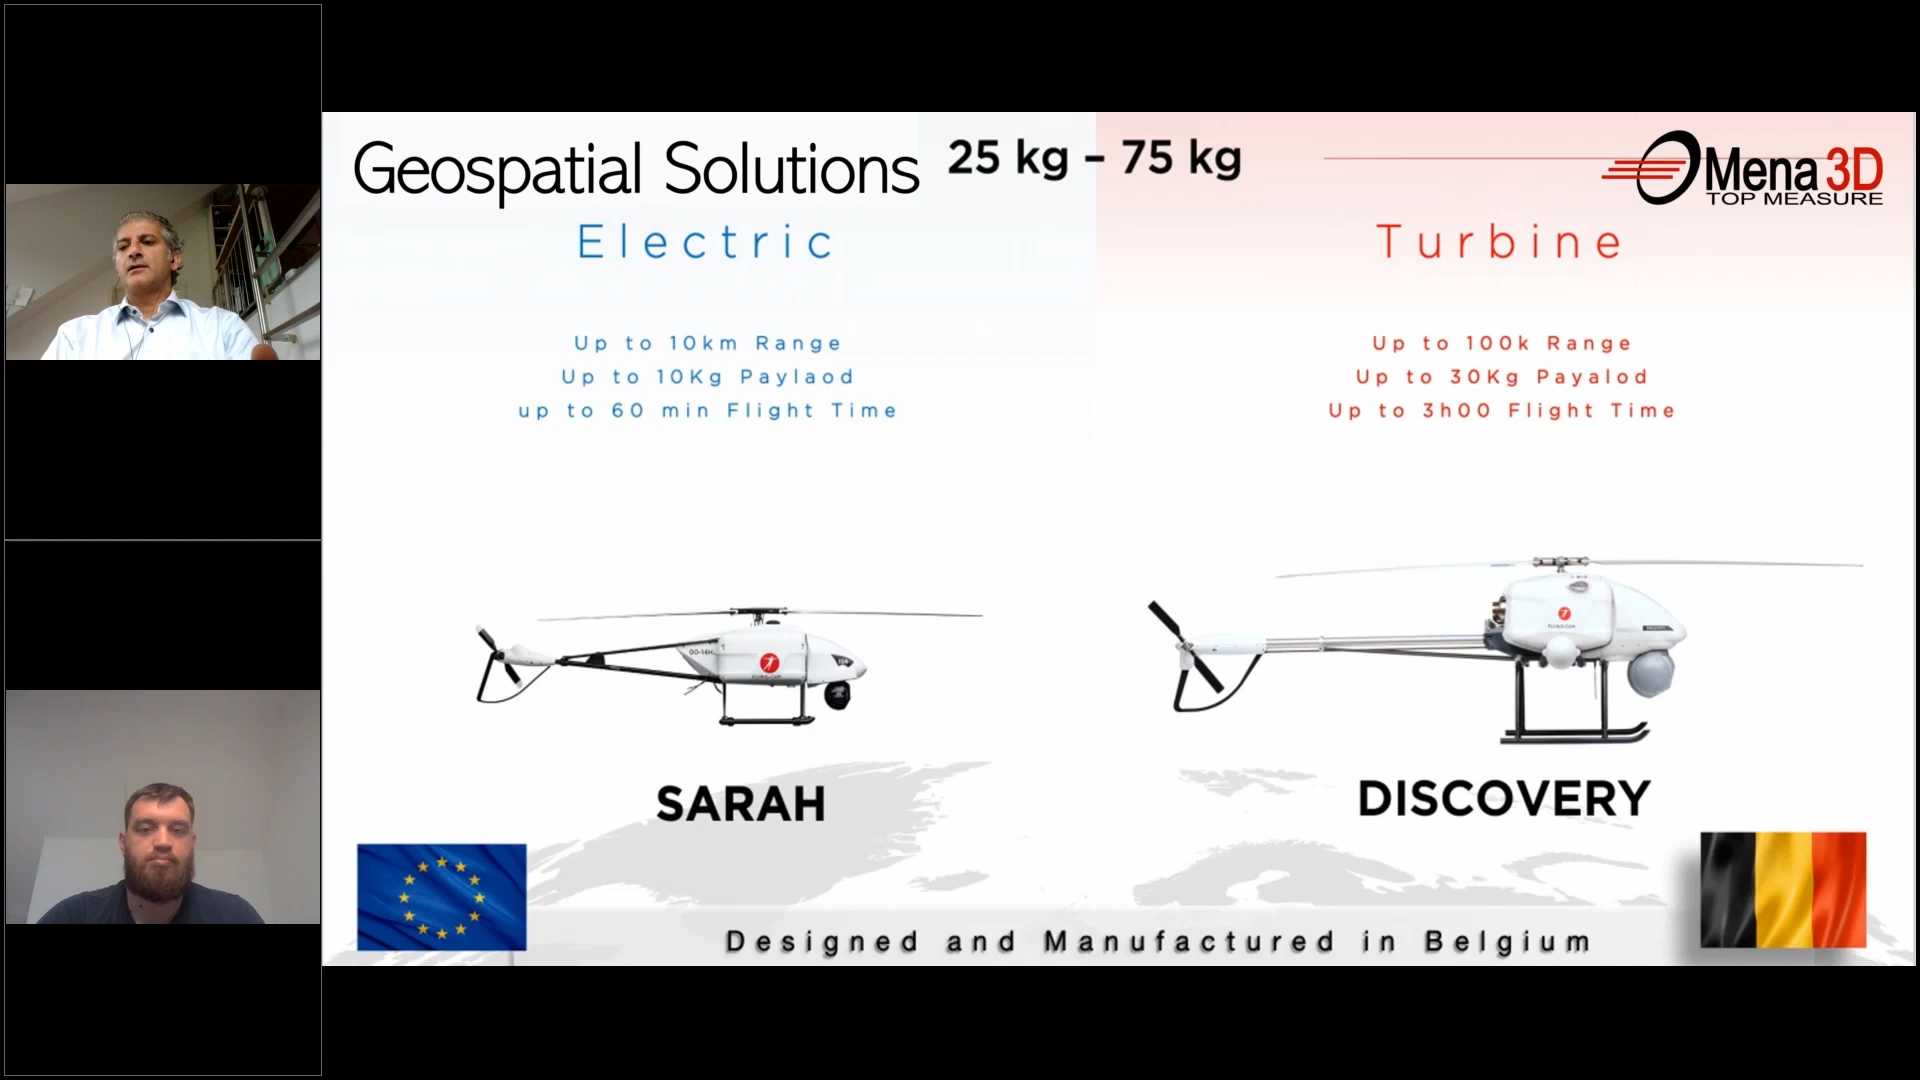 Geospatial Solutions
25 kg – 75 kg
Mena 3D
TOP MEASURE
Electric
Turbine
Up to 10km Range
Up to 10Kg Paylaod
up to 60 min Flight Time
Up to 100k Range
Up to 30Kg Payalod
Up to 3h00 Flight Time
OO-14H
SARAH
DISCOVERY
Designed and Manufactured in Belgium